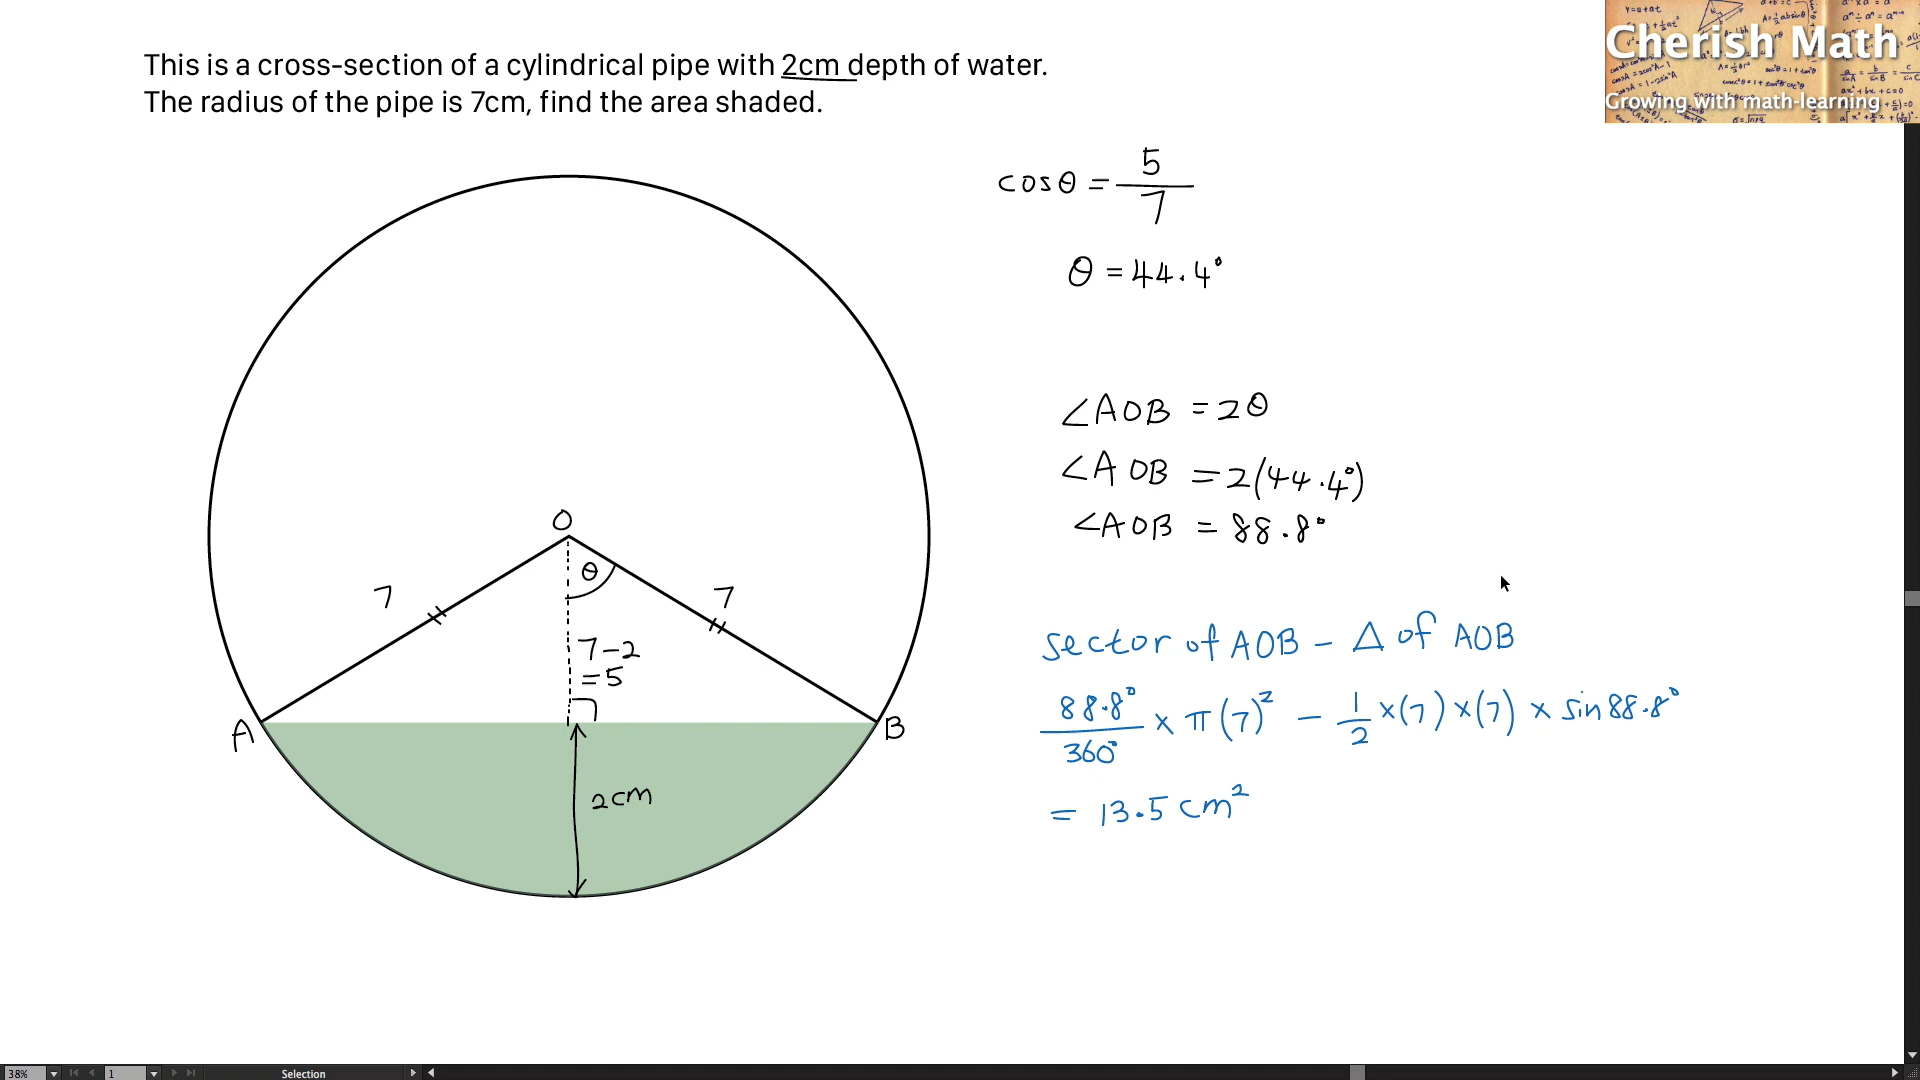 This is a cross-section of a cylindrical pipe with 2cm depth of water.
The radius of the pipe is 7cm, find the area shaded.
Cherish Math
Growing with math-learning
cosθ = 5/7
θ = 44.4°
∠AOB = 2θ
∠AOB = 2(44.4°)
∠AOB = 88.8°
O
θ
7
7
7-2
=5
A
B
2cm
sector of AOB - Δ of AOB
88.8°/360° × π(7)² - 1/2 ×(7)×(7) × sin88.8°
= 13.5 cm²
38%
1
Selection